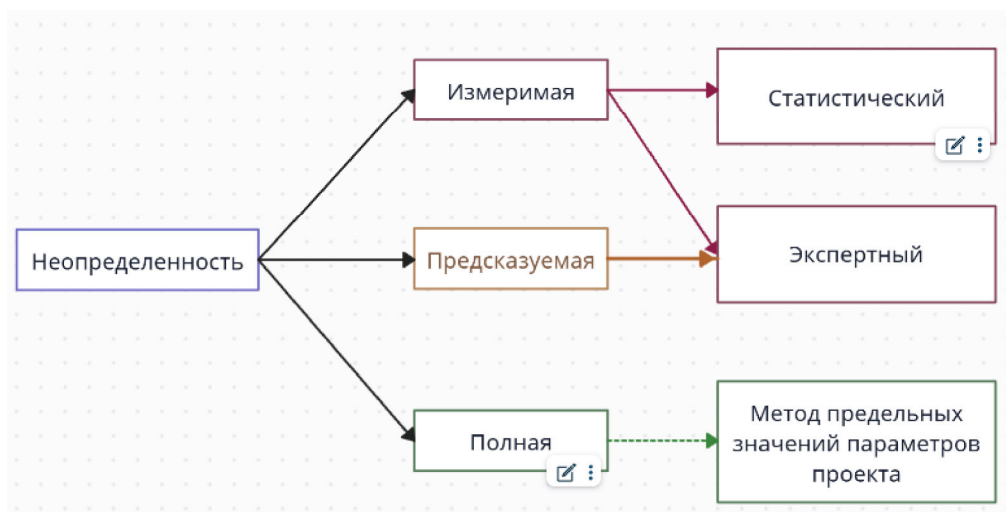 Измеримая
Статистический
Неопределенность
Предсказуемая
Экспертный
Полная
Метод предельных
значений параметров
проекта